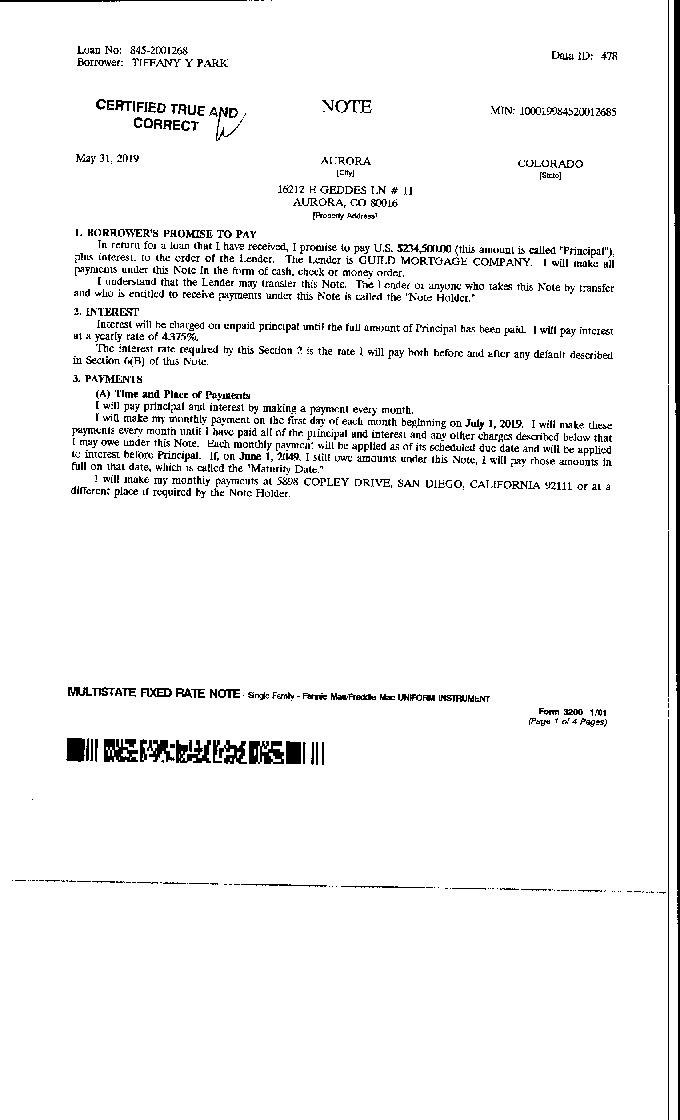 Loan No: 845-2001268
Borrower: TIFFANY Y PARK
Data ID: 478
CERTIFIED TRUE AND
CORRECT
NOTE
MIN: 100019984520012685
May 31, 2019
AURORA
[City]
COLORADO
[State]
16212 E GEDDES LN # 11
AURORA, CO 80016
[Property Address]
1. BORROWER'S PROMISE TO PAY
In return for a loan that I have received, I promise to pay U.S. $234,500.00 (this amount is called "Principal"),
plus interest, to the order of the Lender. The Lender is GUILD MORTGAGE COMPANY. I will make all
payments under this Note in the form of cash, check or money order.
I understand that the Lender may transfer this Note. The Lender or anyone who takes this Note by transfer
and who is entitled to receive payments under this Note is called the "Note Holder."
2. INTEREST
Interest will be charged on unpaid principal until the full amount of Principal has been paid. I will pay interest
at a yearly rate of 4.375%.
The interest rate required by this Section 2 is the rate I will pay both before and after any default described
in Section 6(B) of this Note.
3. PAYMENTS
(A) Time and Place of Payments
I will pay principal and interest by making a payment every month.
I will make my monthly payment on the first day of each month beginning on July 1, 2019. I will make these
payments every month until I have paid all of the principal and interest and any other charges described below that
I may owe under this Note. Each monthly payment will be applied as of its scheduled due date and will be applied
to interest before Principal. If, on June 1, 2049, I still owe amounts under this Note, I will pay those amounts in
full on that date, which is called the "Maturity Date."
I will make my monthly payments at 5898 COPLEY DRIVE, SAN DIEGO, CALIFORNIA 92111 or at a
different place if required by the Note Holder.
MULTISTATE FIXED RATE NOTE - Single Family - Fannie Mae/Freddie Mac UNIFORM INSTRUMENT
Form 3200 1/01
(Page 1 of 4 Pages)